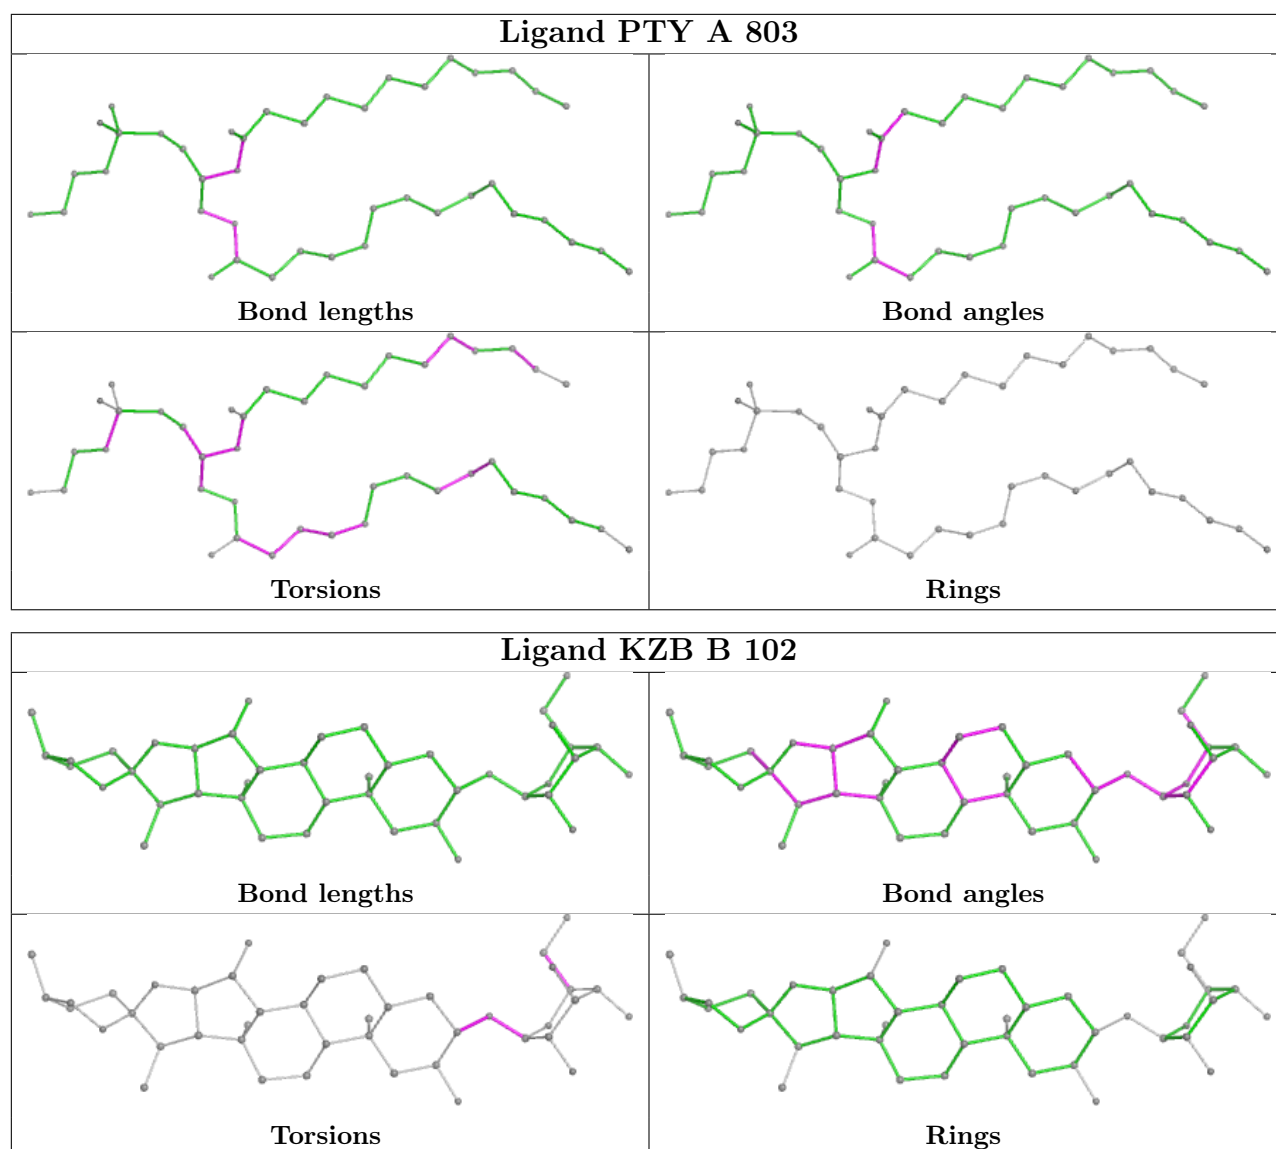 Ligand PTY A 803
Bond lengths
Bond angles
Torsions
Rings
Ligand KZB B 102
Bond lengths
Bond angles
Torsions
Rings